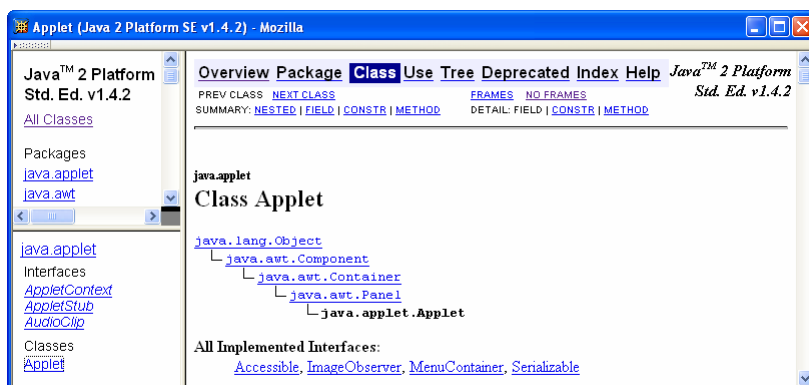 Applet (Java 2 Platform SE v1.4.2) - Mozilla
Java™ 2 Platform
Std. Ed. v1.4.2
All Classes
Packages
java.applet
java.awt
java.applet
Interfaces
AppletContext
AppletStub
AudioClip
Classes
Applet
Overview Package Class Use Tree Deprecated Index Help
Java™ 2 Platform
Std. Ed. v1.4.2
PREV CLASS NEXT CLASS
FRAMES NO FRAMES
SUMMARY: NESTED | FIELD | CONSTR | METHOD
DETAIL: FIELD | CONSTR | METHOD
java.applet
Class Applet
java.lang.Object
java.awt.Component
java.awt.Container
java.awt.Panel
java.applet.Applet
All Implemented Interfaces:
Accessible, ImageObserver, MenuContainer, Serializable